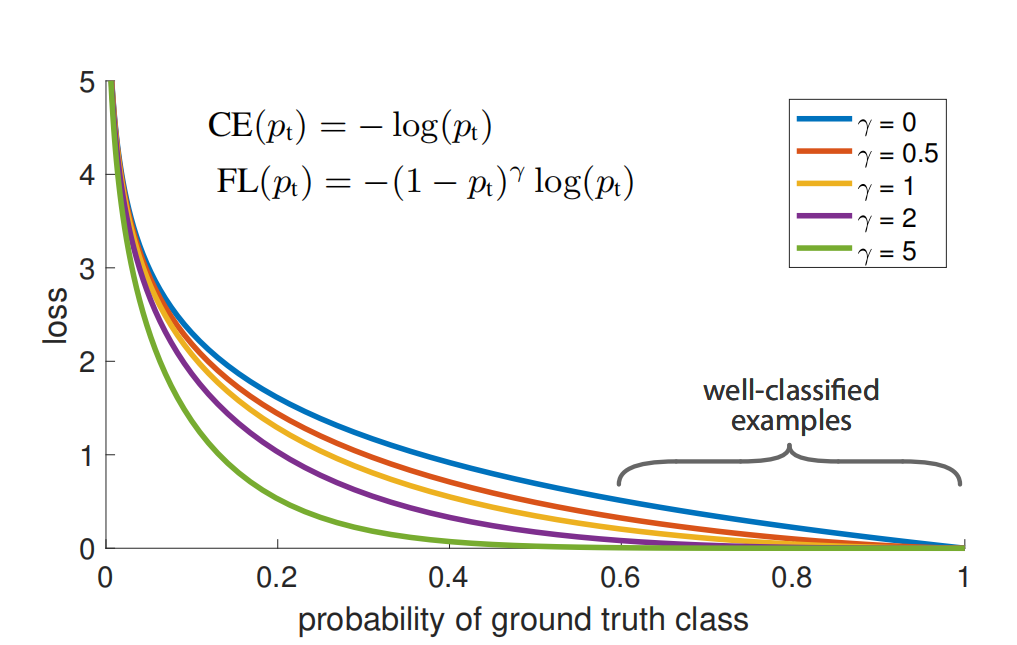 5
CE(pₜ) = − log(pₜ)
FL(pₜ) = −(1 − pₜ)^γ log(pₜ)
γ = 0
γ = 0.5
γ = 1
γ = 2
γ = 5
4
3
2
1
0
loss
well-classified
examples
0 0.2 0.4 0.6 0.8 1
probability of ground truth class